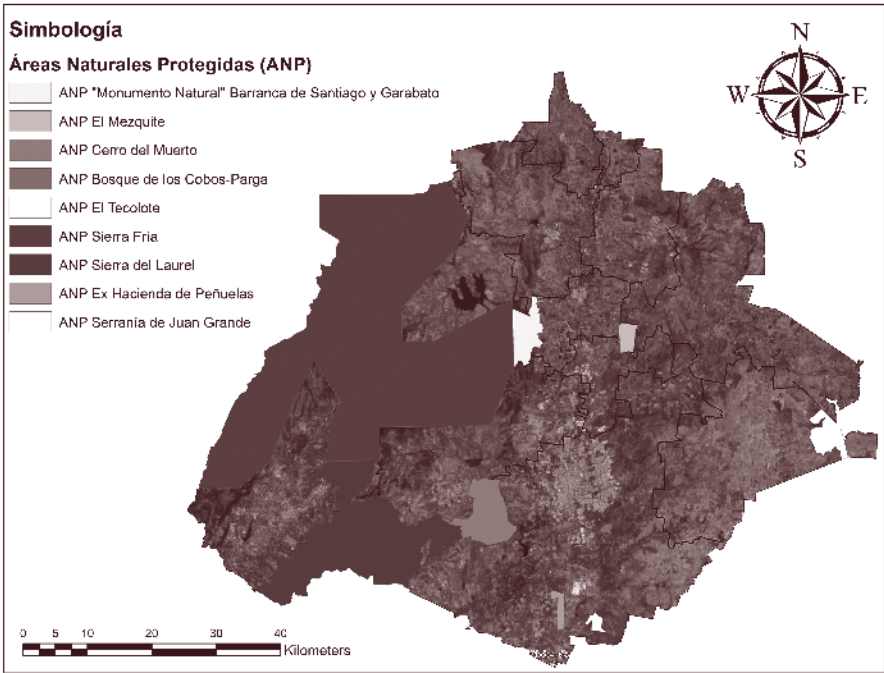 Simbología
Áreas Naturales Protegidas (ANP)
ANP "Monumento Natural" Barranca de Santiago y Garabato
ANP El Mezquite
ANP Cerro del Muerto
ANP Bosque de los Cobos-Parga
ANP El Tecolote
ANP Sierra Fria
ANP Sierra del Laurel
ANP Ex Hacienda de Peñuelas
ANP Serranía de Juan Grande
N
W E
S
0 5 10 20 30 40
Kilometers